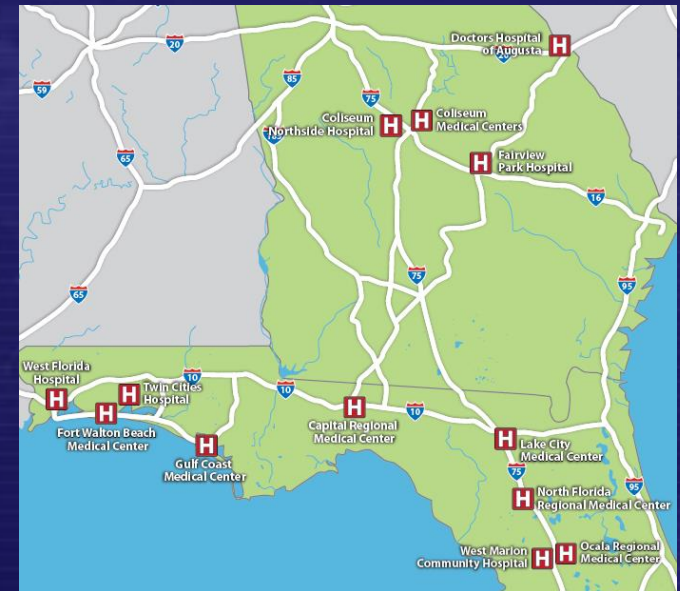 Doctors Hospital
of Augusta
H
20
20
85
59
75
Coliseum
Northside Hospital
H
H
Coliseum
Medical Centers
185
65
H
Fairview
Park Hospital
16
75
95
65
West Florida
Hospital
H
10
Twin Cities
Hospital
H
10
H
Fort Walton Beach
Medical Center
H
Gulf Coast
Medical Center
H
Capital Regional
Medical Center
10
H
Lake City
Medical Center
75
95
H
North Florida
Regional Medical Center
West Marion
Community Hospital
H
H
Ocala Regional
Medical Center